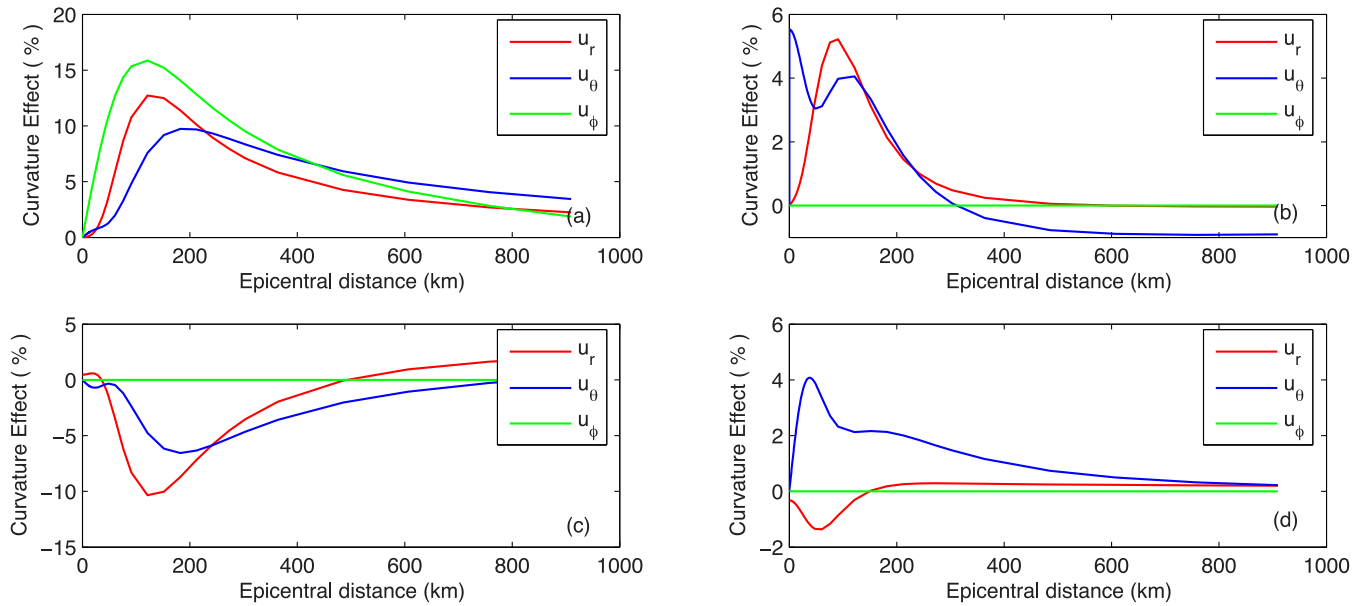 20
15
10
5
0
Curvature Effect ( %)
0 200 400 600 800 1000
Epicentral distance (km)
u_r
u_θ
u_ϕ
(a)
6
4
2
0
Curvature Effect ( %)
0 200 400 600 800 1000
Epicentral distance (km)
u_r
u_θ
u_ϕ
(b)
5
0
−5
−10
−15
Curvature Effect ( %)
0 200 400 600 800 1000
Epicentral distance (km)
u_r
u_θ
u_ϕ
(c)
6
4
2
0
−2
Curvature Effect ( %)
0 200 400 600 800 1000
Epicentral distance (km)
u_r
u_θ
u_ϕ
(d)